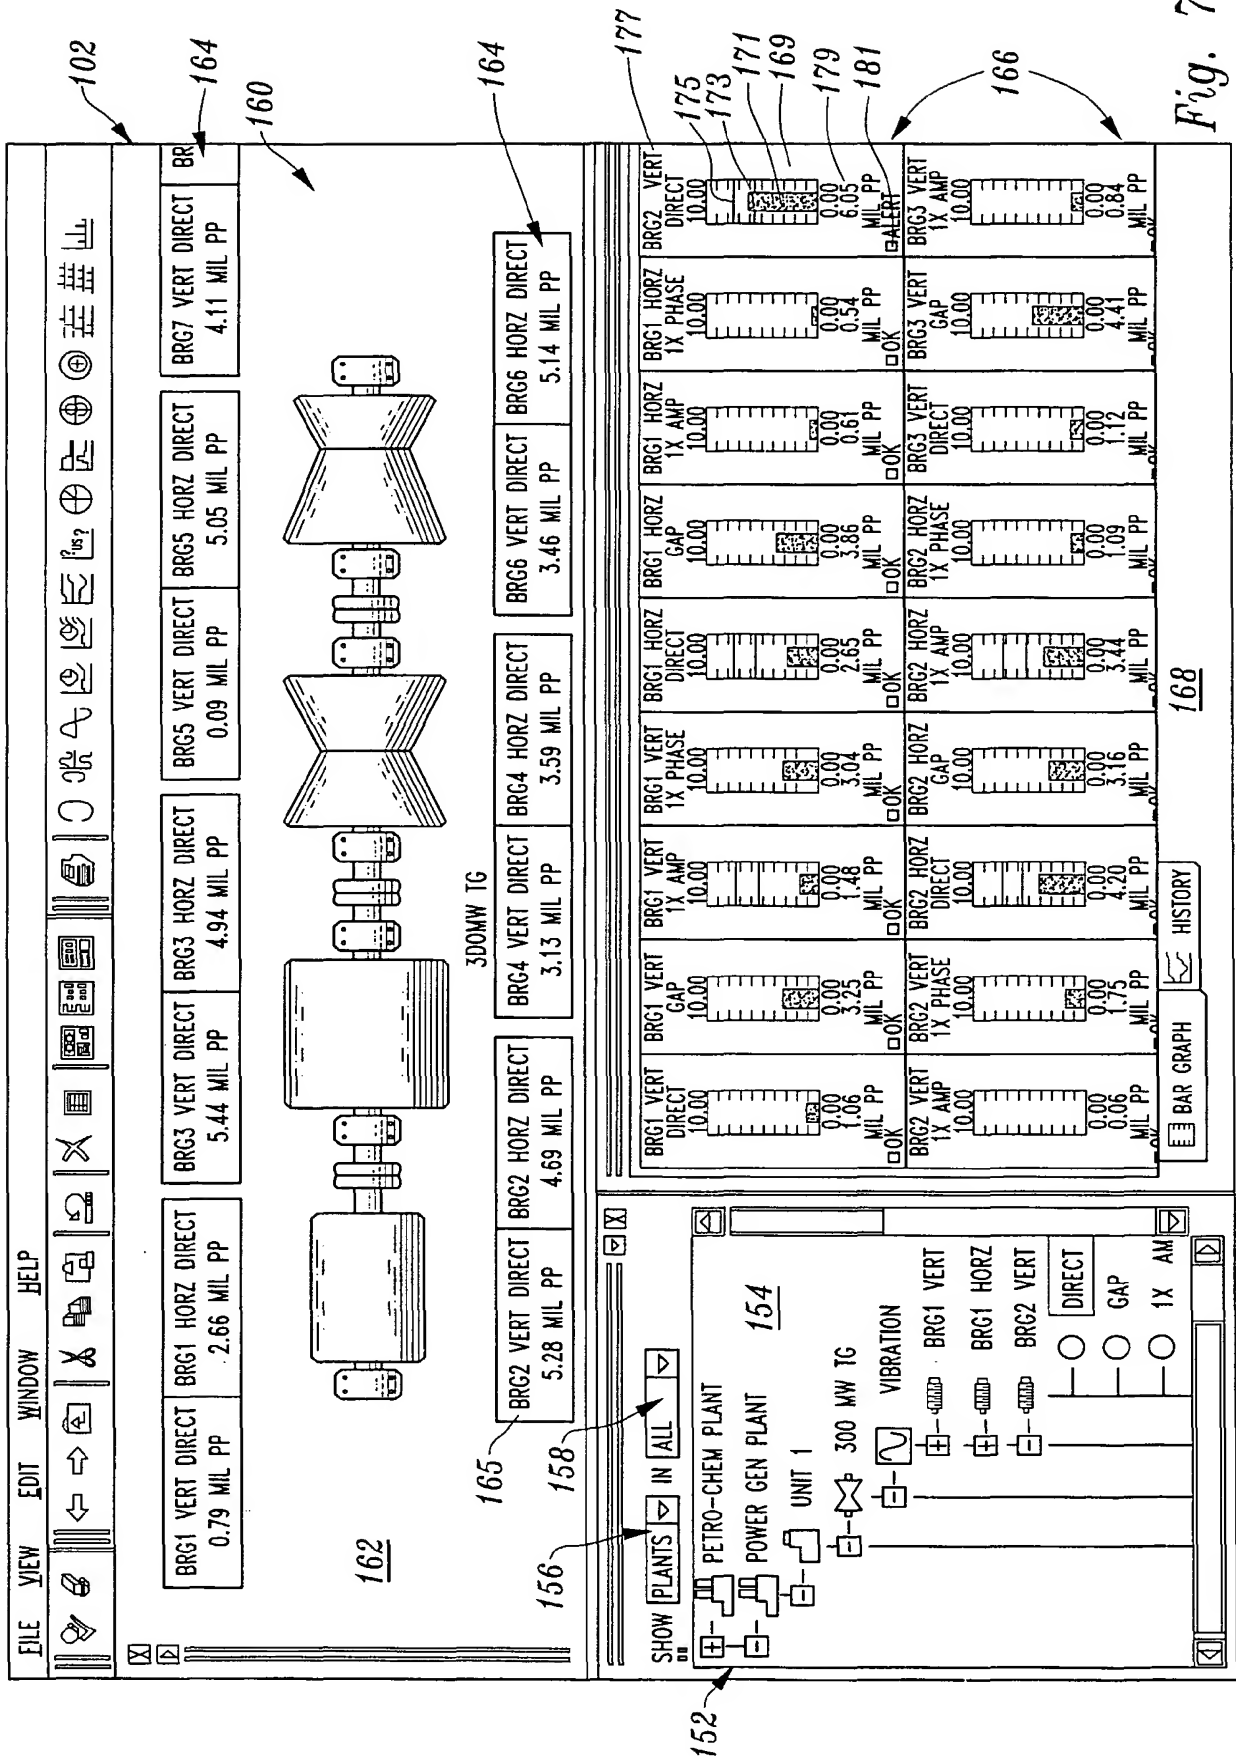 FILE VIEW EDIT WINDOW HELP
102
?us?
BRG1 VERT DIRECT BRG1 HORZ DIRECT BRG3 VERT DIRECT BRG3 HORZ DIRECT BRG5 VERT DIRECT BRG5 HORZ DIRECT BRG7 VERT DIRECT BR
0.79 MIL PP 2.66 MIL PP 5.44 MIL PP 4.94 MIL PP 0.09 MIL PP 5.05 MIL PP 4.11 MIL PP
164
160
162
3DOMW TG
BRG2 VERT DIRECT BRG2 HORZ DIRECT BRG4 VERT DIRECT BRG4 HORZ DIRECT BRG6 VERT DIRECT BRG6 HORZ DIRECT
5.28 MIL PP 4.69 MIL PP 3.13 MIL PP 3.59 MIL PP 3.46 MIL PP 5.14 MIL PP
164
165
156
158
152
SHOW PLANTS IN ALL
PETRO-CHEM PLANT
POWER GEN PLANT
UNIT 1
300 MW TG
VIBRATION
BRG1 VERT
BRG1 HORZ
BRG2 VERT
DIRECT
GAP
1X AM
154
BRG1 VERT BRG1 VERT BRG1 VERT BRG1 VERT BRG1 HORZ BRG1 HORZ BRG1 HORZ BRG1 HORZ BRG2 VERT
DIRECT GAP 1X AMP 1X PHASE DIRECT GAP 1X AMP 1X PHASE DIRECT
10.00 10.00 10.00 10.00 10.00 10.00 10.00 10.00 10.00
0.00 0.00 0.00 0.00 0.00 0.00 0.00 0.00 0.00
1.06 3.25 1.48 3.04 2.65 3.86 0.61 0.54 6.05
MIL PP MIL PP MIL PP MIL PP MIL PP MIL PP MIL PP MIL PP MIL PP
OK OK OK OK OK OK OK OK ALERT
177
175
173
171
169
179
181
BRG2 VERT BRG2 VERT BRG2 HORZ BRG2 HORZ BRG2 HORZ BRG2 HORZ BRG3 VERT BRG3 VERT BRG3 VERT
1X AMP 1X PHASE DIRECT GAP 1X AMP 1X PHASE DIRECT GAP 1X AMP
10.00 10.00 10.00 10.00 10.00 10.00 10.00 10.00 10.00
0.00 0.00 0.00 0.00 0.00 0.00 0.00 0.00 0.00
0.06 1.75 4.20 3.16 3.44 1.09 1.12 4.41 0.84
MIL PP MIL PP MIL PP MIL PP MIL PP MIL PP MIL PP MIL PP MIL PP
OK OK OK OK OK OK OK OK OK
166
BAR GRAPH HISTORY
168
Fig. 7